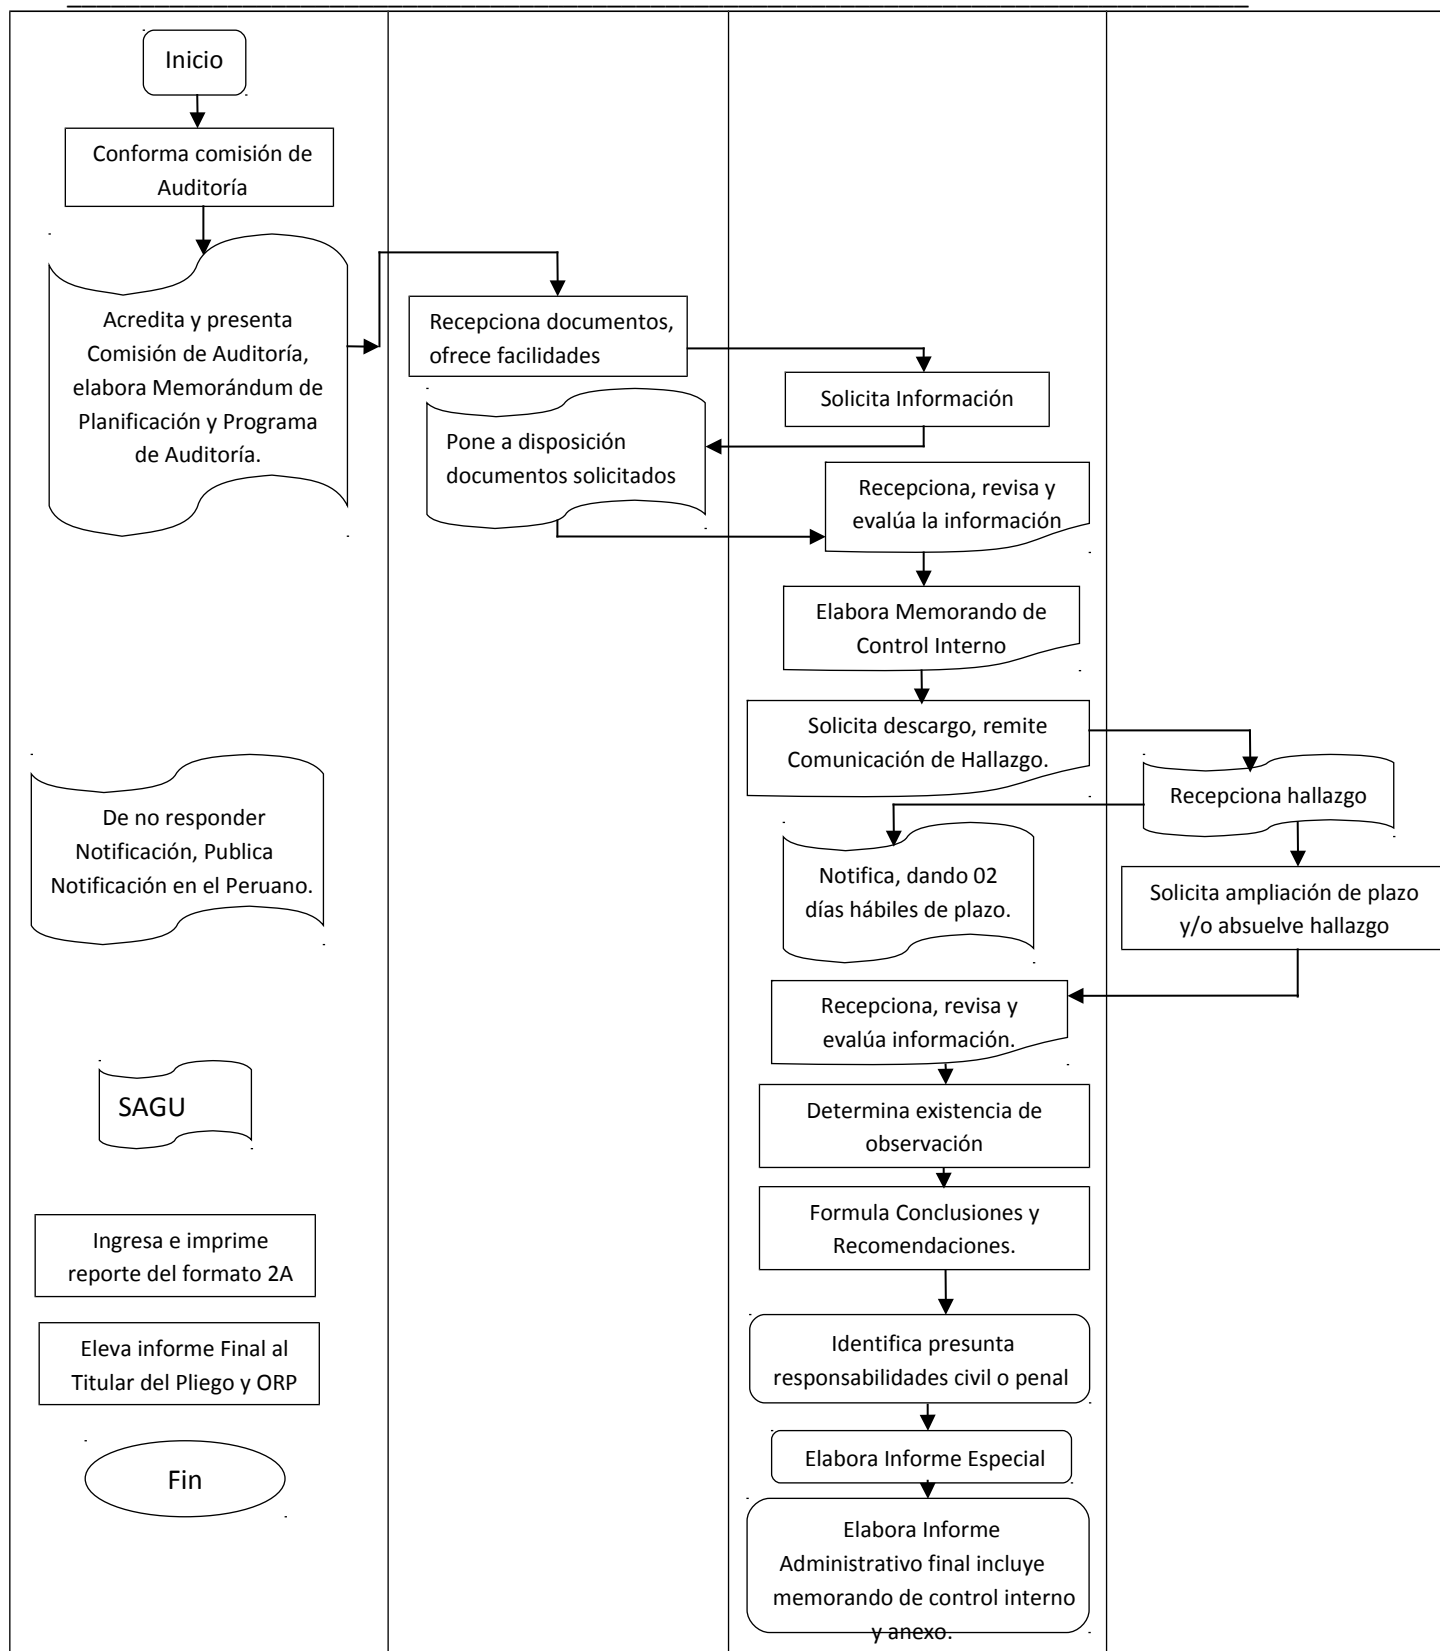 Inicio
Conforma comisión de
Auditoría
Acredita y presenta
Comisión de Auditoría,
elabora Memorándum de
Planificación y Programa
de Auditoría.
Recepciona documentos,
ofrece facilidades
Solicita Información
Pone a disposición
documentos solicitados
Recepciona, revisa y
evalúa la información
Elabora Memorando de
Control Interno
Solicita descargo, remite
Comunicación de Hallazgo.
Recepciona hallazgo
De no responder
Notificación, Publica
Notificación en el Peruano.
Notifica, dando 02
días hábiles de plazo.
Solicita ampliación de plazo
y/o absuelve hallazgo
Recepciona, revisa y
evalúa información.
SAGU
Determina existencia de
observación
Formula Conclusiones y
Recomendaciones.
Ingresa e imprime
reporte del formato 2A
Identifica presunta
responsabilidades civil o penal
Eleva informe Final al
Titular del Pliego y ORP
Elabora Informe Especial
Fin
Elabora Informe
Administrativo final incluye
memorando de control interno
y anexo.